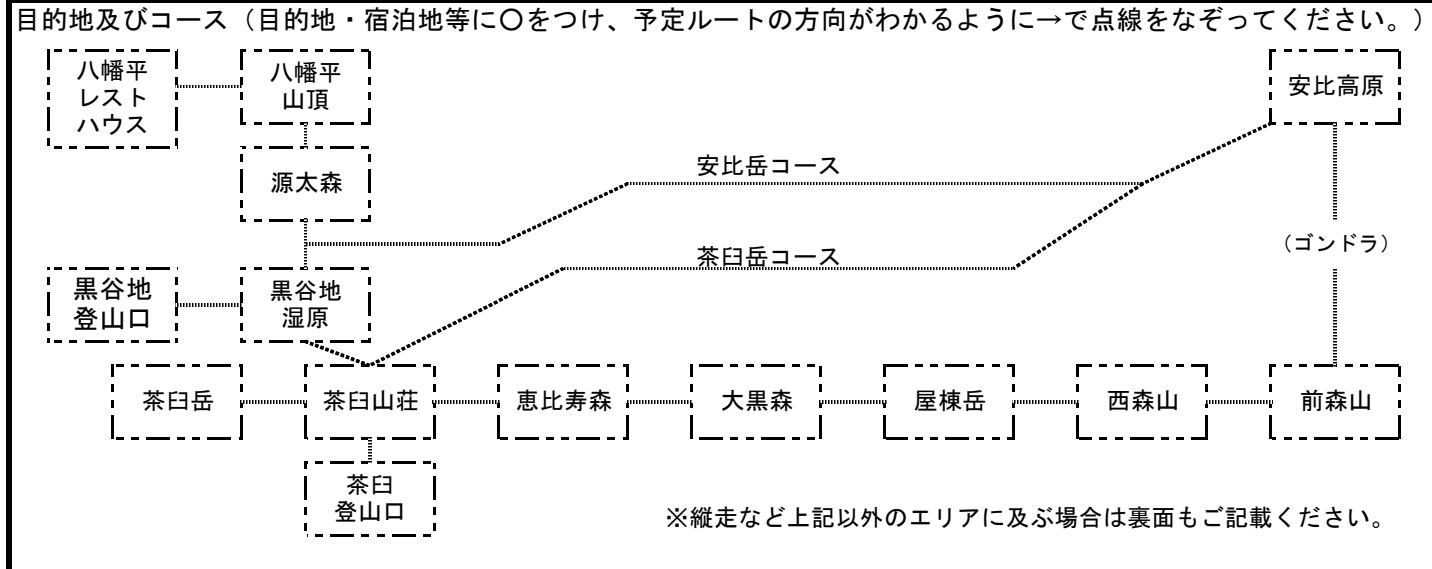 目的地及びコース（目的地・宿泊地等に〇をつけ、予定ルートの方向がわかるように→で点線をなぞってください。）
八幡平
レスト
ハウス
八幡平
山頂
安比高原
源太森
安比岳コース
（ゴンドラ）
茶臼岳コース
黒谷地
登山口
黒谷地
湿原
茶臼岳
茶臼山荘
恵比寿森
大黒森
屋棟岳
西森山
前森山
茶臼
登山口
※縦走など上記以外のエリアに及ぶ場合は裏面もご記載ください。